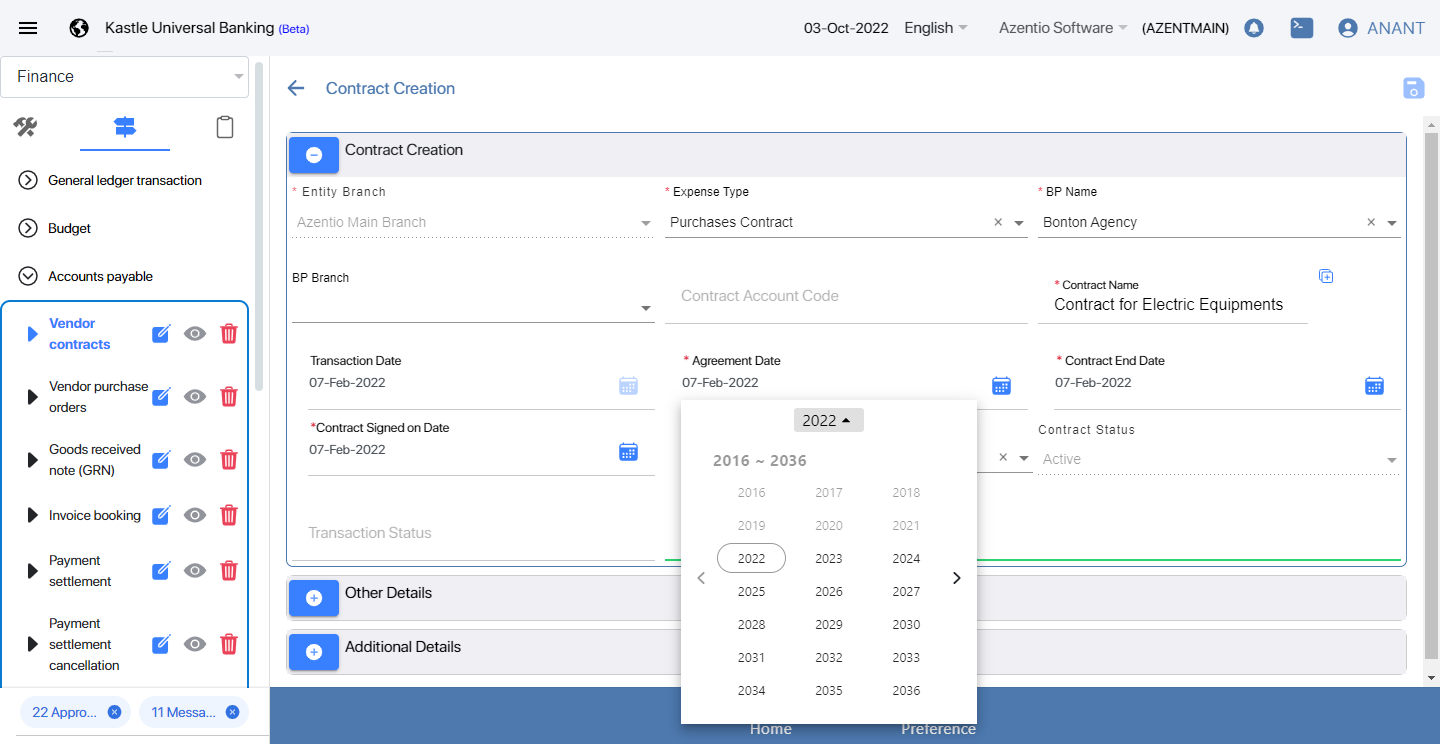 Kastle Universal Banking (Beta)
03-Oct-2022 English Azentio Software (AZENTMAIN) ANANT
Finance
General ledger transaction
Budget
Accounts payable
Vendor
contracts
Vendor purchase
orders
Goods received
note (GRN)
Invoice booking
Payment
settlement
Payment
settlement
cancellation
22 Appro... 11 Messa...
Contract Creation
Contract Creation
* Entity Branch * Expense Type * BP Name
Azentio Main Branch Purchases Contract × Bonton Agency ×
BP Branch Contract Account Code * Contract Name
Contract for Electric Equipments
Transaction Date * Agreement Date * Contract End Date
07-Feb-2022 07-Feb-2022 07-Feb-2022
*Contract Signed on Date Contract Status
07-Feb-2022 × Active
Transaction Status
2022
2016 ~ 2036
2016 2017 2018
2019 2020 2021
2022 2023 2024
2025 2026 2027
2028 2029 2030
2031 2032 2033
2034 2035 2036
Other Details
Additional Details
Home Preference